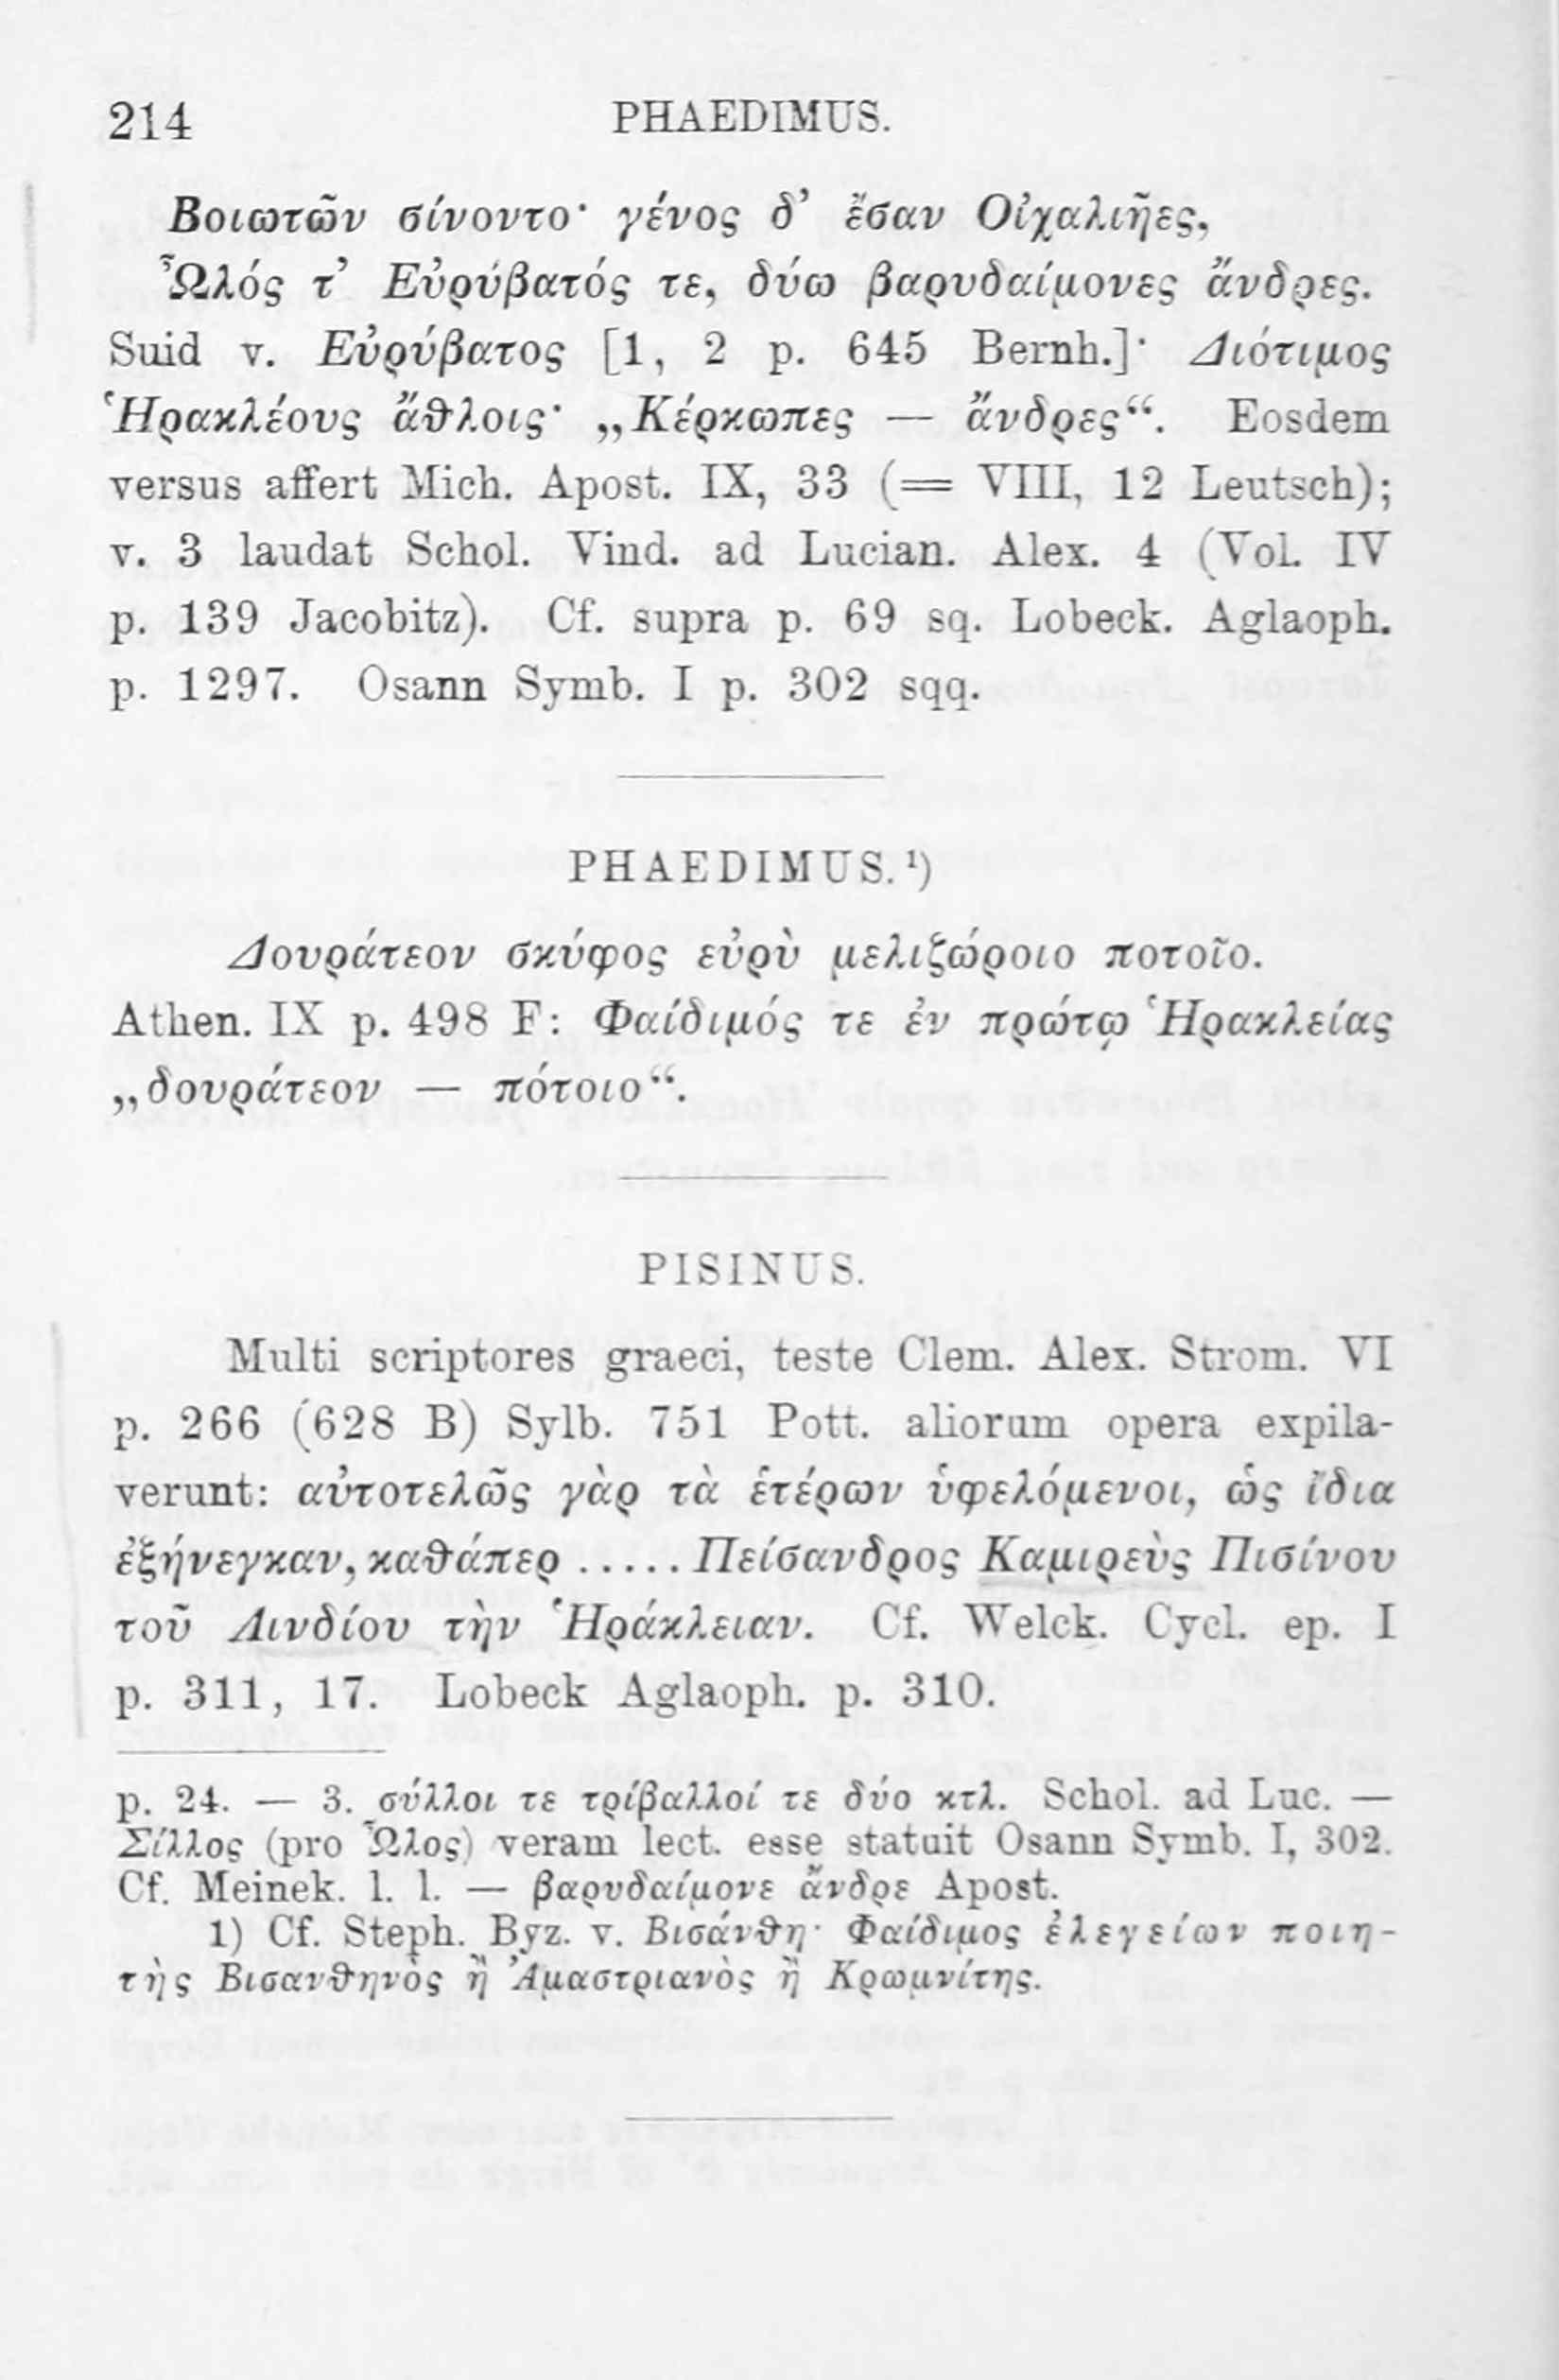 214 PHAEDIMUS.
Βοιωτῶν σίνοντο· γένος δ’ ἔσαν Οἰχαλιῆες,
Ὦλός τ’ Εὐρύβατός τε, δύω βαρυδαίμονες ἄνδρες.
Suid v. Εὐρύβατος [1, 2 p. 645 Bernh.]· Διότιμος
Ἡρακλέους ἄθλοις· „Κέρκωπες — ἄνδρες“. Eosdem
versus affert Mich. Apost. IX, 33 (= VIII, 12 Leutsch);
v. 3 laudat Schol. Vind. ad Lucian. Alex. 4 (Vol. IV
p. 139 Jacobitz). Cf. supra p. 69 sq. Lobeck. Aglaoph.
p. 1297. Osann Symb. I p. 302 sqq.
PHAEDIMUS.¹)
Δουράτεον σκύφος εὐρὺ μελιζώροιο ποτοῖο.
Athen. IX p. 498 F: Φαίδιμός τε ἐν πρώτῳ Ἡρακλείας
„δουράτεον — πότοιο“.
PISINUS.
Multi scriptores graeci, teste Clem. Alex. Strom. VI
p. 266 (628 B) Sylb. 751 Pott. aliorum opera expila-
verunt: αὐτοτελῶς γὰρ τὰ ἑτέρων ὑφελόμενοι, ὡς ἴδια
ἐξήνεγκαν, καθάπερ ..... Πείσανδρος Καμιρεὺς Πισίνου
τοῦ Λινδίου τὴν Ἡράκλειαν. Cf. Welck. Cycl. ep. I
p. 311, 17. Lobeck Aglaoph. p. 310.
p. 24. — 3. σύλλοι τε τρίβαλλοί τε δύο κτλ. Schol. ad Luc. —
Σίλλος (pro Ὦλος) veram lect. esse statuit Osann Symb. I, 302.
Cf. Meinek. l. l. — βαρυδαίμονε ἄνδρε Apost.
1) Cf. Steph. Byz. v. Βισάνθη· Φαίδιμος ἐλεγείων ποιη-
τὴς Βισανθηνὸς ἢ Ἀμαστριανὸς ἢ Κρωμνίτης.